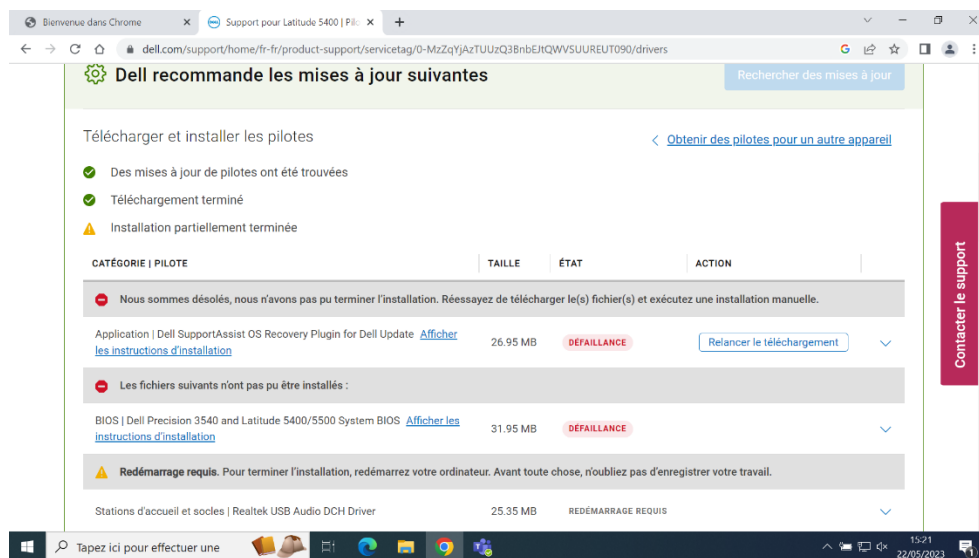 Bienvenue dans Chrome
Support pour Latitude 5400 | Pilo
dell.com/support/home/fr-fr/product-support/servicetag/0-MzZqYjAzTUUzQ3BnbEJtQWVSUUREUT090/drivers
Dell recommande les mises à jour suivantes
Rechercher des mises à jour
Télécharger et installer les pilotes
Obtenir des pilotes pour un autre appareil
Des mises à jour de pilotes ont été trouvées
Téléchargement terminé
Installation partiellement terminée
CATÉGORIE | PILOTE TAILLE ÉTAT ACTION
Nous sommes désolés, nous n'avons pas pu terminer l'installation. Réessayez de télécharger le(s) fichier(s) et exécutez une installation manuelle.
Application | Dell SupportAssist OS Recovery Plugin for Dell Update Afficher
les instructions d'installation
26.95 MB DÉFAILLANCE Relancer le téléchargement
Les fichiers suivants n'ont pas pu être installés :
BIOS | Dell Precision 3540 and Latitude 5400/5500 System BIOS Afficher les
instructions d'installation
31.95 MB DÉFAILLANCE
Redémarrage requis. Pour terminer l'installation, redémarrez votre ordinateur. Avant toute chose, n'oubliez pas d'enregistrer votre travail.
Stations d'accueil et socles | Realtek USB Audio DCH Driver 25.35 MB REDÉMARRAGE REQUIS
Contacter le support
Tapez ici pour effectuer une
15:21
22/05/2023